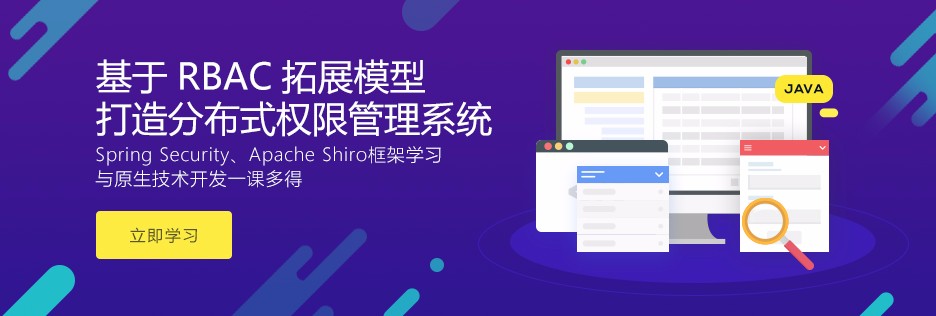 基于 RBAC 拓展模型
打造分布式权限管理系统
Spring Security、Apache Shiro框架学习
与原生技术开发一课多得
立即学习
JAVA